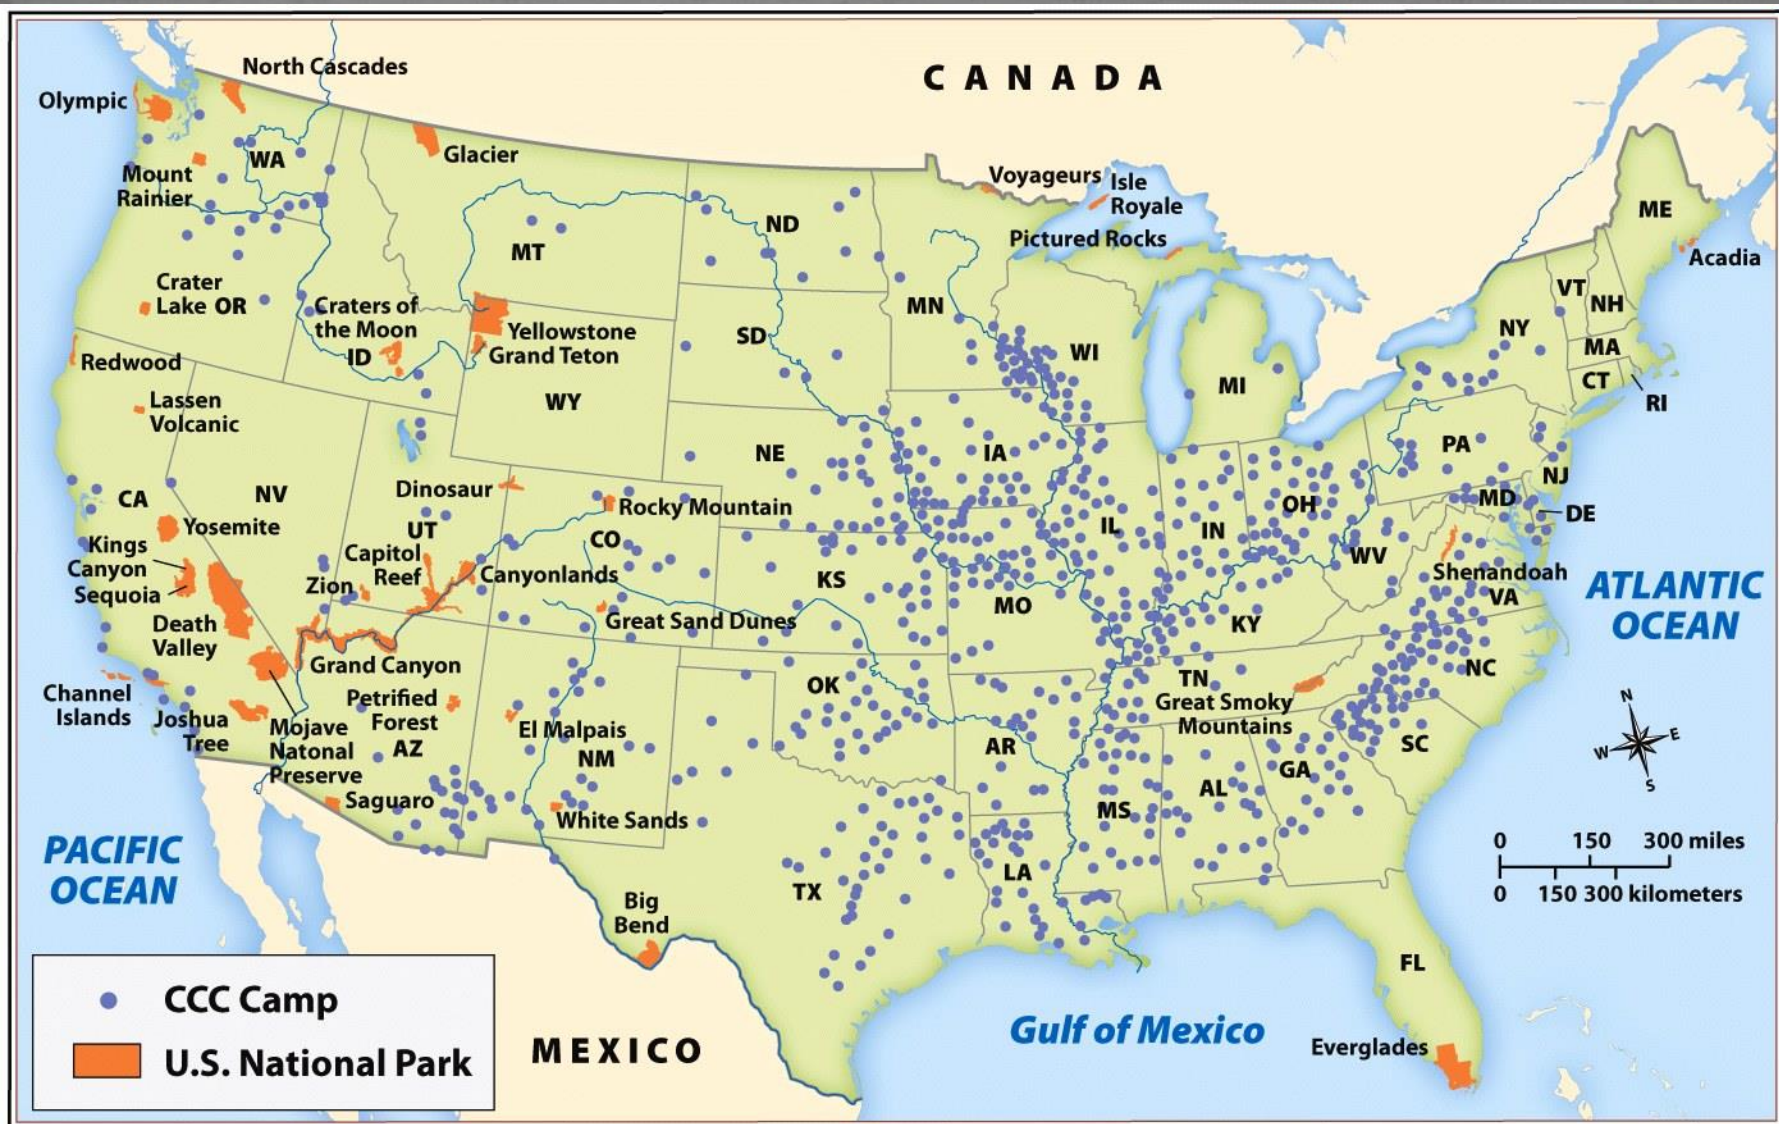 CANADA
North Cascades
Olympic
WA
Mount
Rainier
Glacier
Voyageurs
Isle
Royale
Pictured Rocks
ME
Acadia
ND
MT
MN
VT
NH
NY
MA
CT
RI
Crater
Lake OR
Craters of
the Moon
ID
Yellowstone
Grand Teton
SD
WI
MI
Redwood
WY
Lassen
Volcanic
NE
IA
PA
NJ
CA
NV
Dinosaur
UT
Rocky Mountain
OH
MD
DE
Yosemite
Kings
Canyon
Sequoia
Capitol
Reef
CO
IL
IN
WV
Zion
Canyonlands
KS
MO
Shenandoah
VA
ATLANTIC
OCEAN
Death
Valley
Great Sand Dunes
KY
Grand Canyon
NC
Channel
Islands
Joshua
Tree
Mojave
Natonal
Preserve
Petrified
Forest
AZ
El Malpais
NM
OK
TN
Great Smoky
Mountains
AR
SC
N
W
E
S
Saguaro
White Sands
MS
AL
GA
PACIFIC
OCEAN
0 150 300 miles
0 150 300 kilometers
TX
LA
Big
Bend
FL
CCC Camp
U.S. National Park
MEXICO
Gulf of Mexico
Everglades